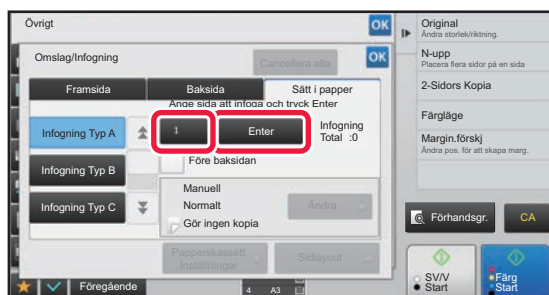 Övrigt
OK
Omslag/Infogning
Cancellera alla
OK
Framsida
Baksida
Sätt i papper
Ange sida att infoga och tryck Enter
Infogning Typ A
1
Enter
Infogning
Total :0
Före baksidan
Infogning Typ B
Infogning Typ C
Manuell
Normalt
Gör ingen kopia
Ändra
Papperskassett
Inställningar
Sidlayout
Föregående
4
A3
Original
Ändra storlek/riktning.
N-upp
Placera flera sidor på en sida
2-Sidors Kopia
Färgläge
Margin.förskj
Ändra pos. för att skapa marg.
Förhandsgr.
CA
SV/V
Start
Färg
Start